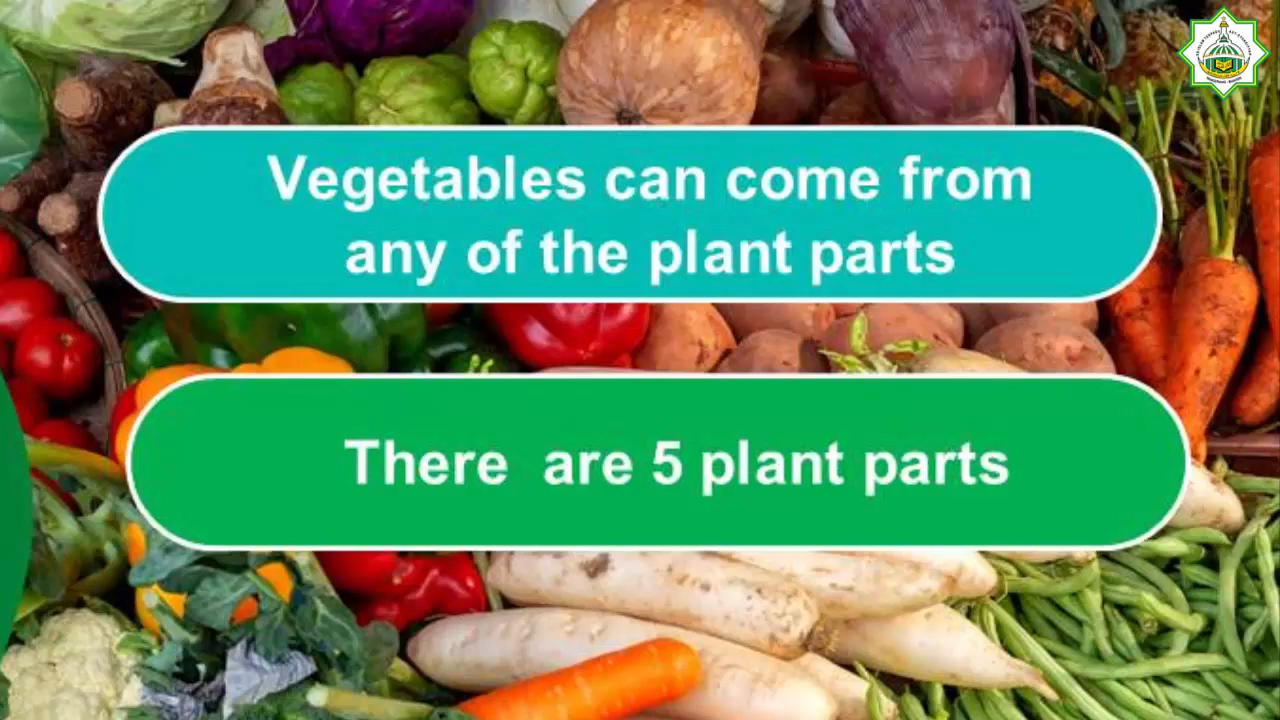 Vegetables can come from
any of the plant parts
There are 5 plant parts